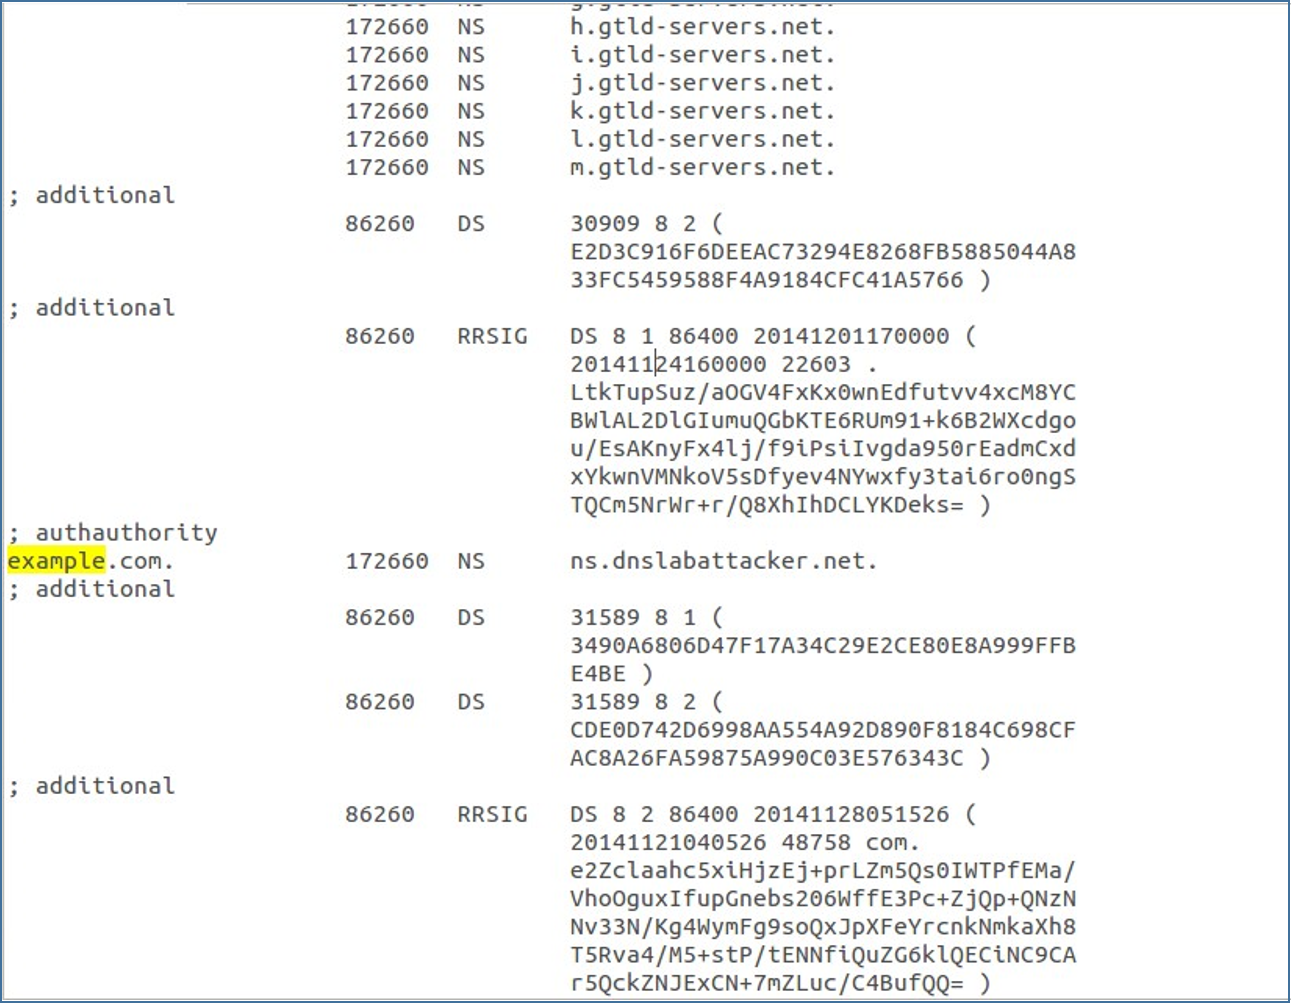 172660 NS g.gtld-servers.net.
172660 NS h.gtld-servers.net.
172660 NS i.gtld-servers.net.
172660 NS j.gtld-servers.net.
172660 NS k.gtld-servers.net.
172660 NS l.gtld-servers.net.
172660 NS m.gtld-servers.net.
; additional
86260 DS 30909 8 2 (
E2D3C916F6DEEAC73294E8268FB5885044A8
33FC5459588F4A9184CFC41A5766 )
; additional
86260 RRSIG DS 8 1 86400 20141201170000 (
20141124160000 22603 .
LtkTupSuz/aOGV4FxKx0wnEdfutvv4xcM8YC
BWlAL2DlGIumuQGbKTE6RUm91+k6B2WXcdgo
u/EsAKnyFx4lj/f9iPsiIvgda950rEadmCxd
xYkwnVMNkoV5sDfyev4NYwxfy3tai6ro0ngS
TQCm5NrWr+r/Q8XhIhDCLYKDeks= )
; authauthority
example.com. 172660 NS ns.dnslabattacker.net.
; additional
86260 DS 31589 8 1 (
3490A6806D47F17A34C29E2CE80E8A999FFB
E4BE )
86260 DS 31589 8 2 (
CDE0D742D6998AA554A92D890F8184C698CF
AC8A26FA59875A990C03E576343C )
; additional
86260 RRSIG DS 8 2 86400 20141128051526 (
20141121040526 48758 com.
e2Zclaahc5xiHjzEj+prLZm5Qs0IWTPfEMa/
VhoOguxIfupGnebs206WffE3Pc+ZjQp+QNzN
Nv33N/Kg4WymFg9soQxJpXFeYrcnkNmkaXh8
T5Rva4/M5+stP/tENNfiQuZG6klQECiNC9CA
r5QckZNJExCN+7mZLuc/C4BufQQ= )